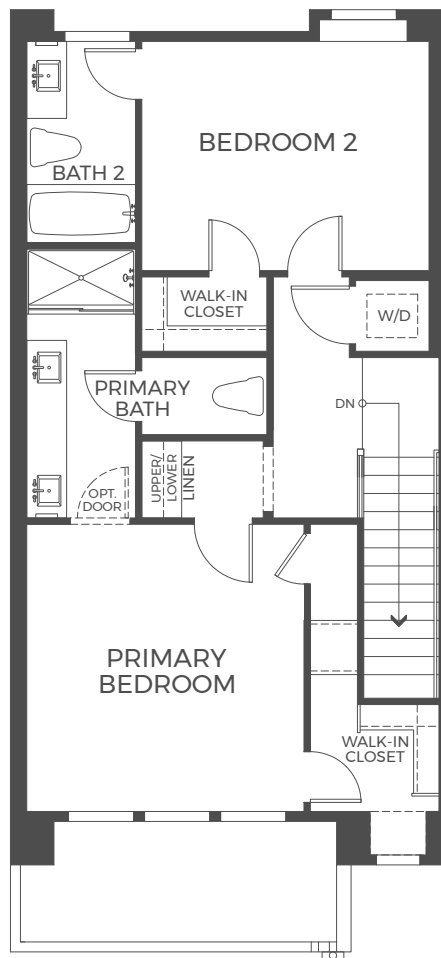 BEDROOM 2
BATH 2
WALK-IN
CLOSET
W/D
PRIMARY
BATH
DN
UPPER/
LOWER
LINEN
OPT.
DOOR
PRIMARY
BEDROOM
WALK-IN
CLOSET